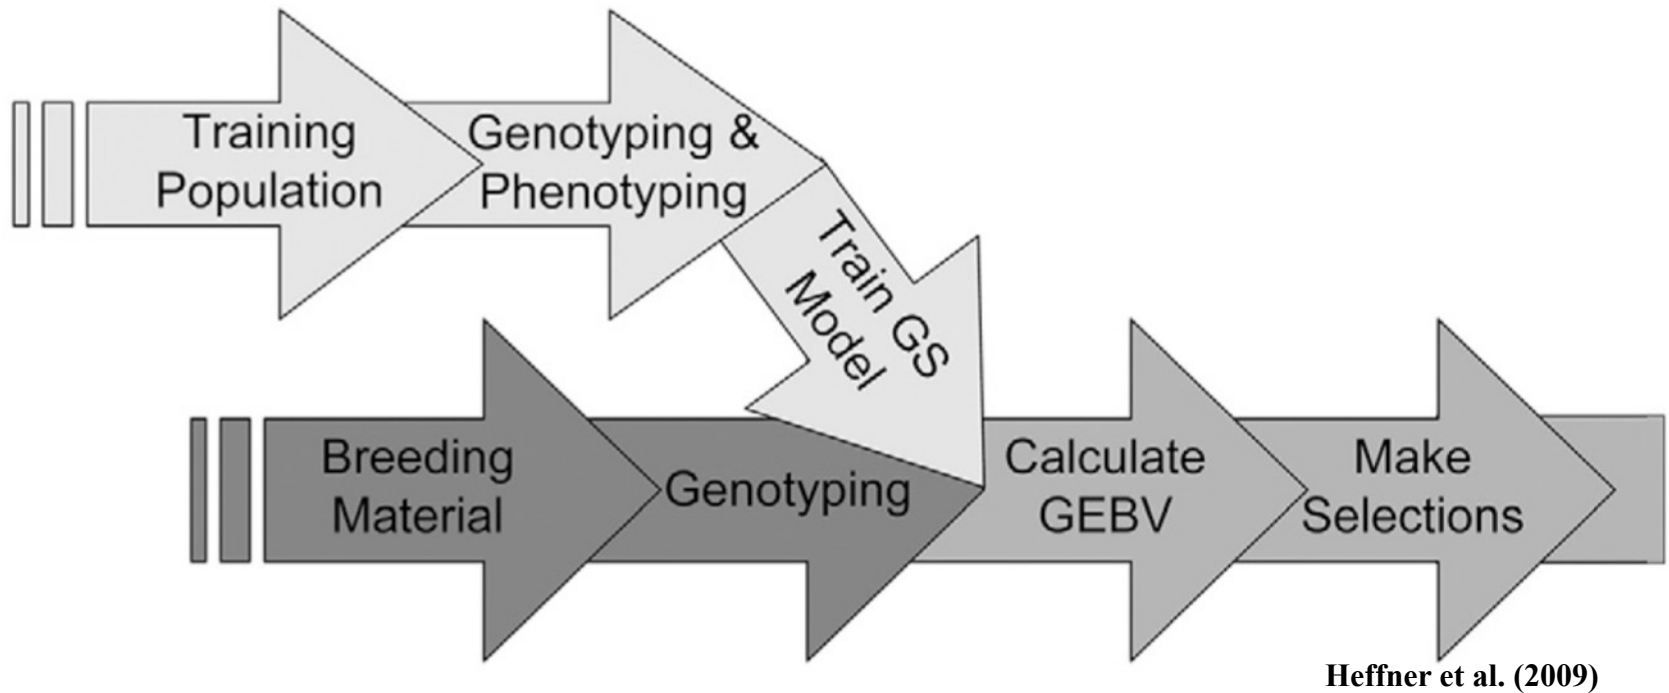 Training
Population
Genotyping &
Phenotyping
Train GS
Model
Breeding
Material
Genotyping
Calculate
GEBV
Make
Selections
Heffner et al. (2009)